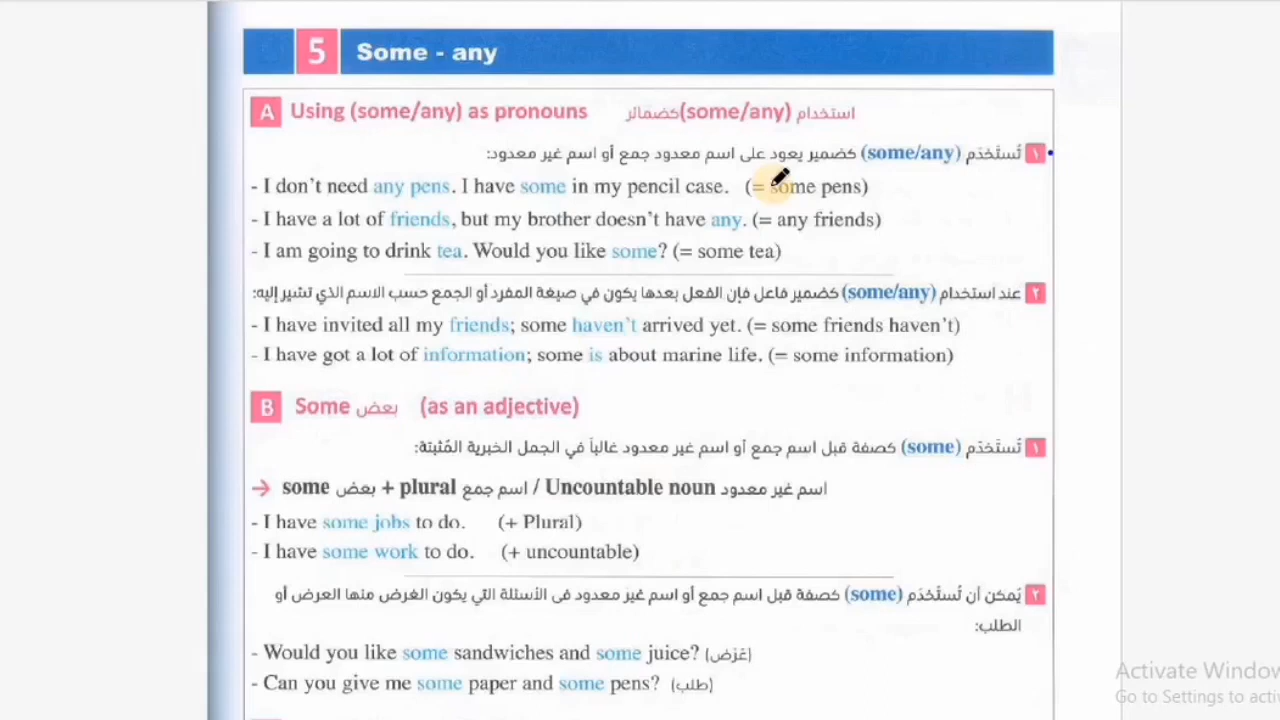 5 Some - any
A Using (some/any) as pronouns استخدام (some/any) كضمائر
١ تُستَخدَم (some/any) كضمير يعود على اسم معدود جمع أو اسم غير معدود:
- I don't need any pens. I have some in my pencil case. (= some pens)
- I have a lot of friends, but my brother doesn't have any. (= any friends)
- I am going to drink tea. Would you like some? (= some tea)
٢ عند استخدام (some/any) كضمير فاعل فإن الفعل بعدها يكون في صيغة المفرد أو الجمع حسب الاسم الذي تشير إليه:
- I have invited all my friends; some haven't arrived yet. (= some friends haven't)
- I have got a lot of information; some is about marine life. (= some information)
B Some بعض (as an adjective)
١ تُستَخدَم (some) كصفة قبل اسم جمع أو اسم غير معدود غالباً في الجمل الخبرية المُثبتة:
→ some بعض + plural اسم جمع / Uncountable noun اسم غير معدود
- I have some jobs to do. (+ Plural)
- I have some work to do. (+ uncountable)
٢ يُمكن أن تُستَخدَم (some) كصفة قبل اسم جمع أو اسم غير معدود فى الأسئلة التي يكون الغرض منها العرض أو
الطلب:
- Would you like some sandwiches and some juice? (عَرْض)
- Can you give me some paper and some pens? (طلب)
Activate Window
Go to Settings to acti